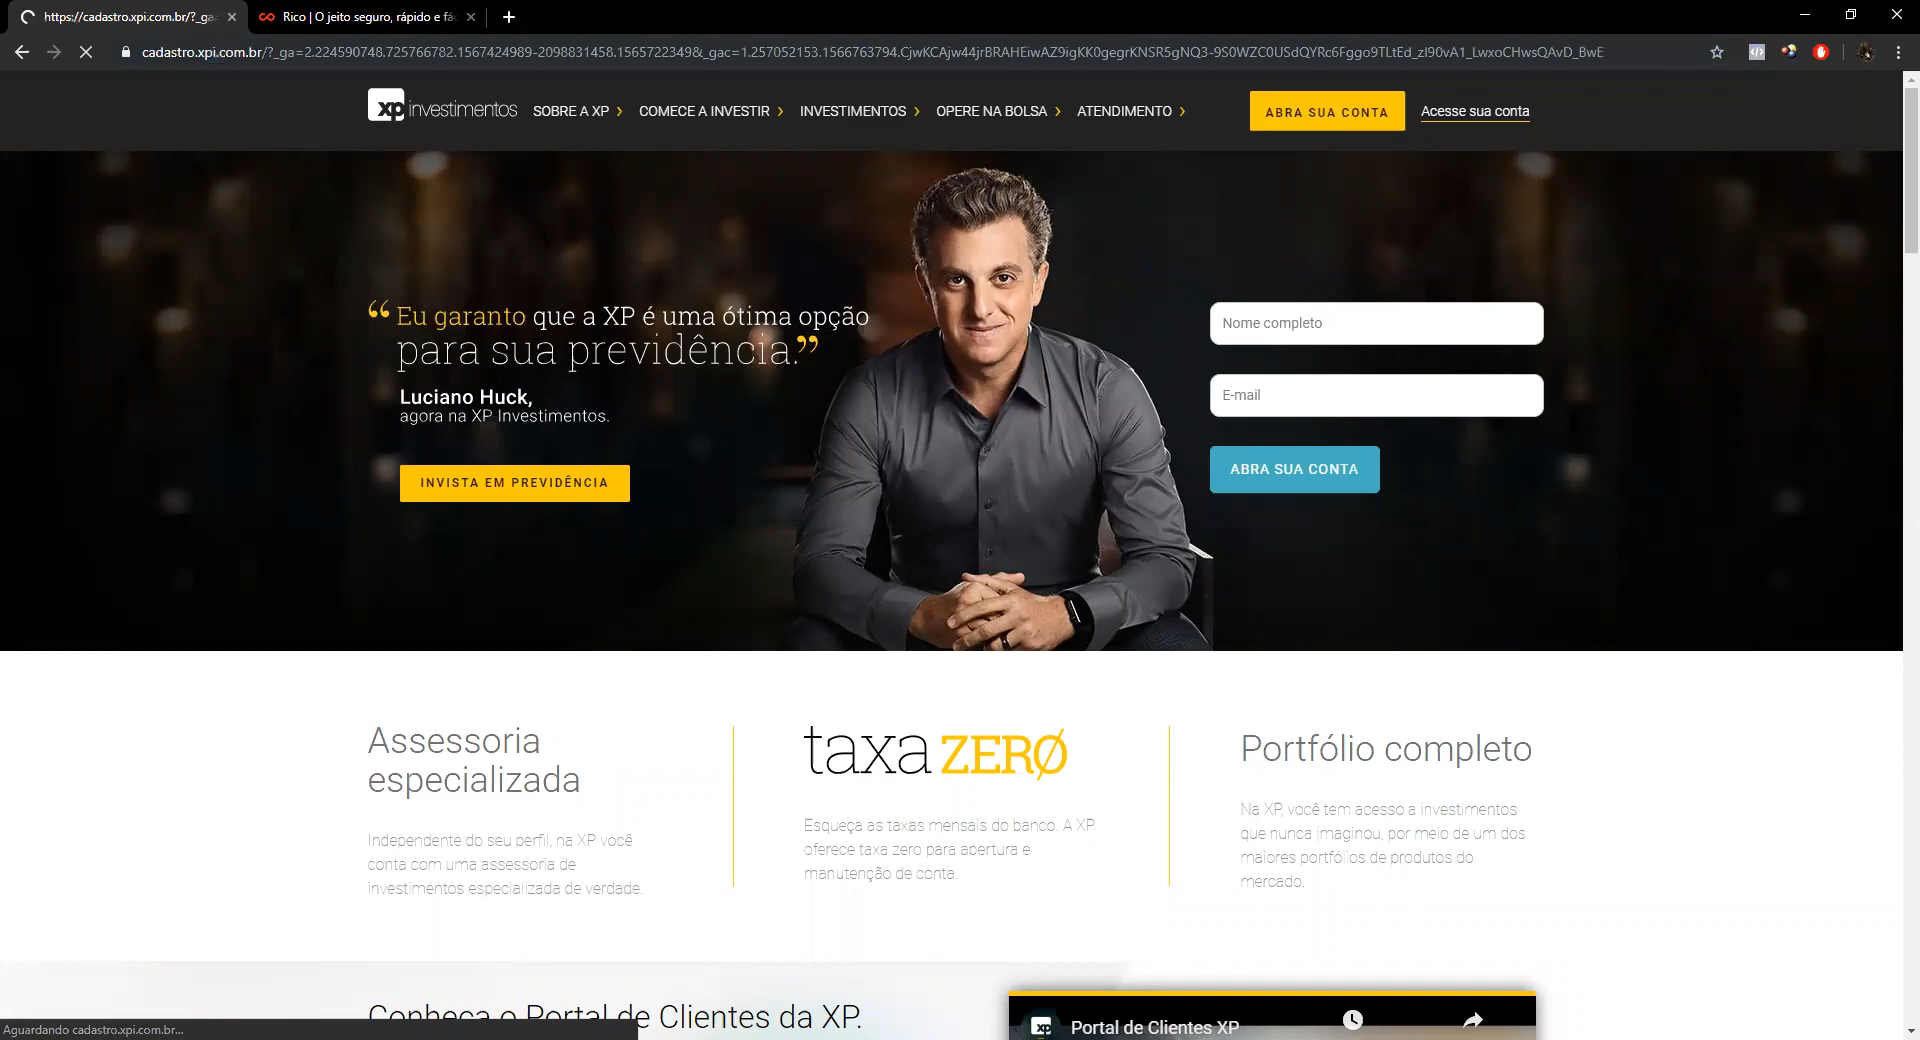 https://cadastro.xpi.com.br/?_ga
Rico | O jeito seguro, rápido e fá
cadastro.xpi.com.br/?_ga=2.224590748.725766782.1567424989-2098831458.1565722349&_gac=1.257052153.1566763794.CjwKCAjw44jrBRAHEiwAZ9igKK0gegrKNSR5gNQ3-9S0WZC0USdQYRc6Fggo9TLtEd_zI90vA1_LwxoCHwsQAvD_BwE
xp investimentos
SOBRE A XP
COMECE A INVESTIR
INVESTIMENTOS
OPERE NA BOLSA
ATENDIMENTO
ABRA SUA CONTA
Acesse sua conta
“Eu garanto que a XP é uma ótima opção
para sua previdência.”
Luciano Huck,
agora na XP Investimentos.
INVISTA EM PREVIDÊNCIA
Nome completo
E-mail
ABRA SUA CONTA
Assessoria
especializada
Independente do seu perfil, na XP você
conta com uma assessoria de
investimentos especializada de verdade.
taxa ZERØ
Esqueça as taxas mensais do banco. A XP
oferece taxa zero para abertura e
manutenção de conta.
Portfólio completo
Na XP, você tem acesso a investimentos
que nunca imaginou, por meio de um dos
maiores portfólios de produtos do
mercado.
Conheça o Portal de Clientes da XP.
xp
Portal de Clientes XP
Aguardando cadastro.xpi.com.br...